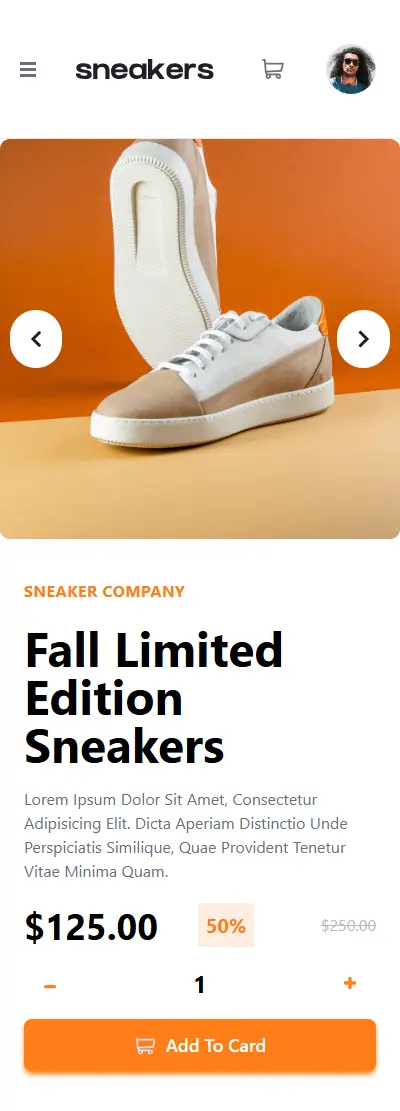 sneakers
SNEAKER COMPANY
Fall Limited
Edition
Sneakers
Lorem Ipsum Dolor Sit Amet, Consectetur
Adipisicing Elit. Dicta Aperiam Distinctio Unde
Perspiciatis Similique, Quae Provident Tenetur
Vitae Minima Quam.
$125.00 50% $250.00
- 1 +
Add To Card